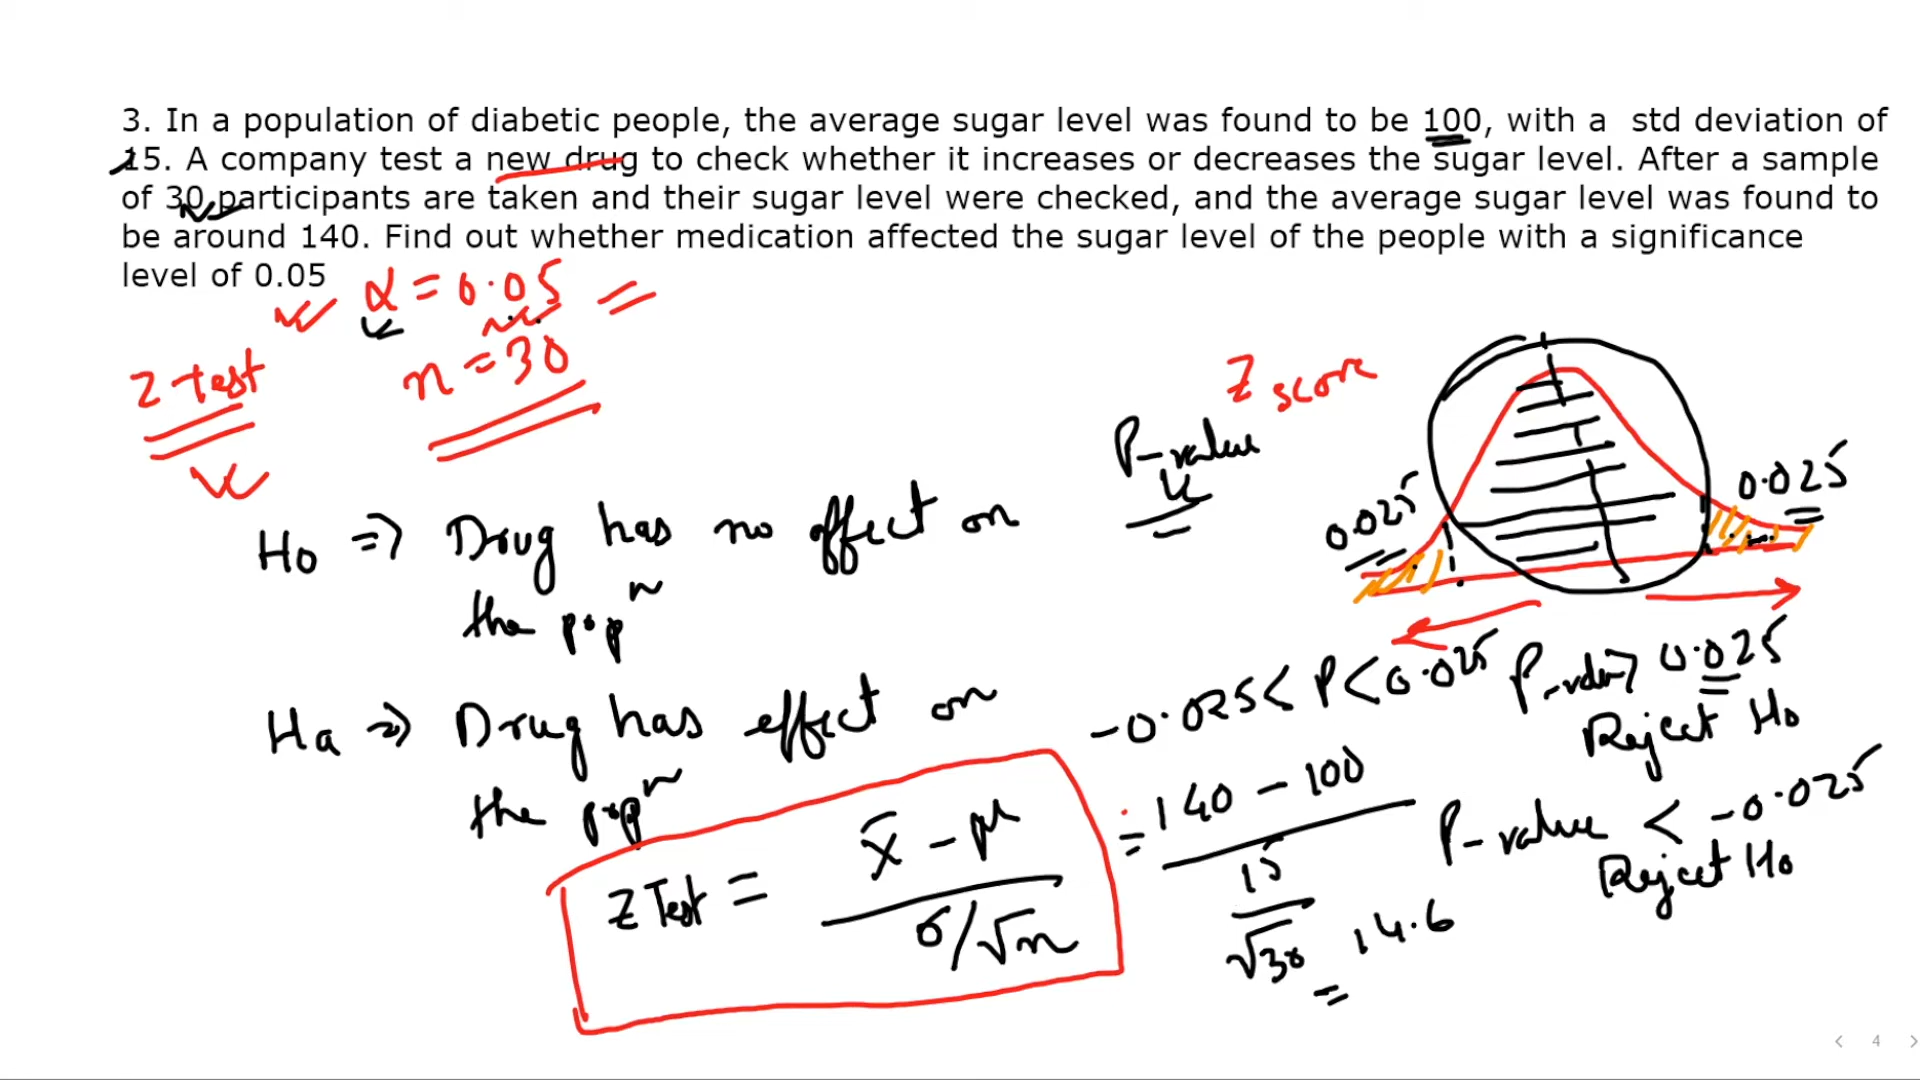 3. In a population of diabetic people, the average sugar level was found to be 100, with a std deviation of
15. A company test a new drug to check whether it increases or decreases the sugar level. After a sample
of 30 participants are taken and their sugar level were checked, and the average sugar level was found to
be around 140. Find out whether medication affected the sugar level of the people with a significance
level of 0.05
α = 0.05 =
Z-test
n = 30
Z score
P-value
0.025
0.025
Ho => Drug has no effect on
the popⁿ
-0.025 < P < 0.025
P-value > 0.025
Reject Ho
Ha => Drug has effect on
the popⁿ
Z Test = x̄ - μ
σ/√n
= 140 - 100
15
√30
= 14.6
P-value < -0.025
Reject Ho
4